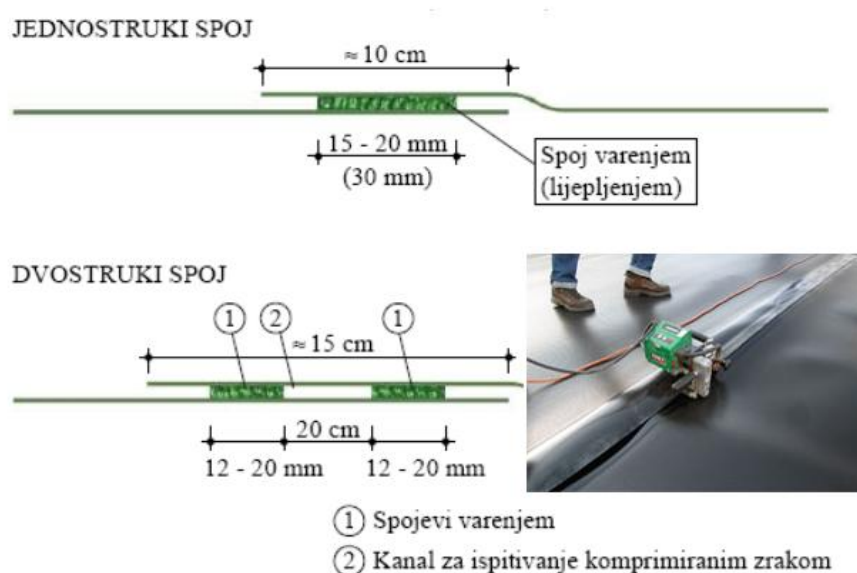 JEDNOSTRUKI SPOJ
≈ 10 cm
15 - 20 mm
(30 mm)
Spoj varenjem
(lijepljenjem)
DVOSTRUKI SPOJ
1 2 1
≈ 15 cm
20 cm
12 - 20 mm 12 - 20 mm
1 Spojevi varenjem
2 Kanal za ispitivanje komprimiranim zrakom